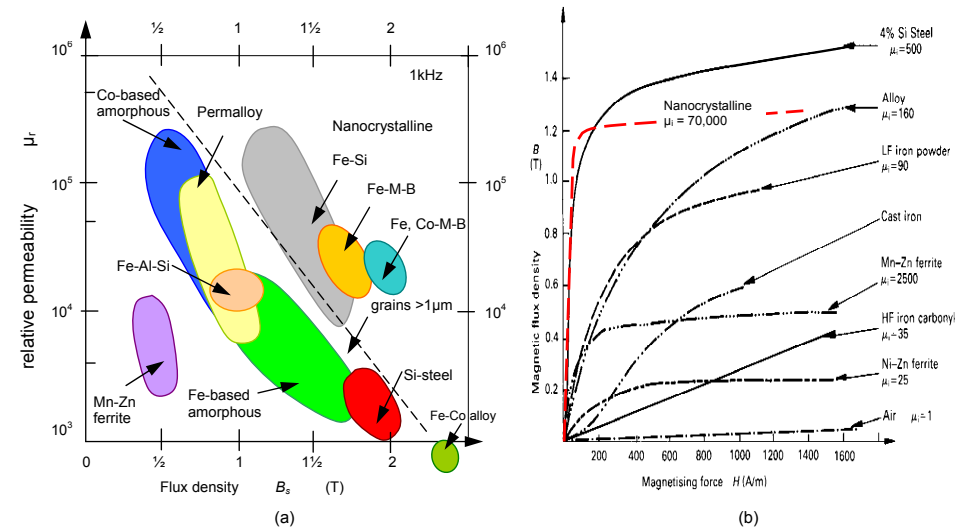 ½
1
1½
2
10⁶
10⁶
1kHz
Co-based
amorphous
Permalloy
Nanocrystalline
Fe-Si
μr
10⁵
10⁵
Fe-M-B
Fe, Co-M-B
relative permeability
Fe-Al-Si
10⁴
10⁴
grains >1μm
Mn-Zn
ferrite
Fe-based
amorphous
Si-steel
Fe-Co alloy
10³
0
½
1
1½
2
Flux density Bs (T)
(a)
4% Si Steel
μi=500
1.4
Nanocrystalline
μi = 70,000
Alloy
μi=160
1.2
B
(T)
LF iron powder
μi=90
1.0
Cast iron
0.8
Magnetic flux density
Mn–Zn ferrite
μi=2500
0.6
HF iron carbonyl
μi=35
0.4
Ni–Zn ferrite
μi=25
0.2
Air μi=1
200
400
600
800
1000
1200
1400
1600
Magnetising force H (A/m)
(b)